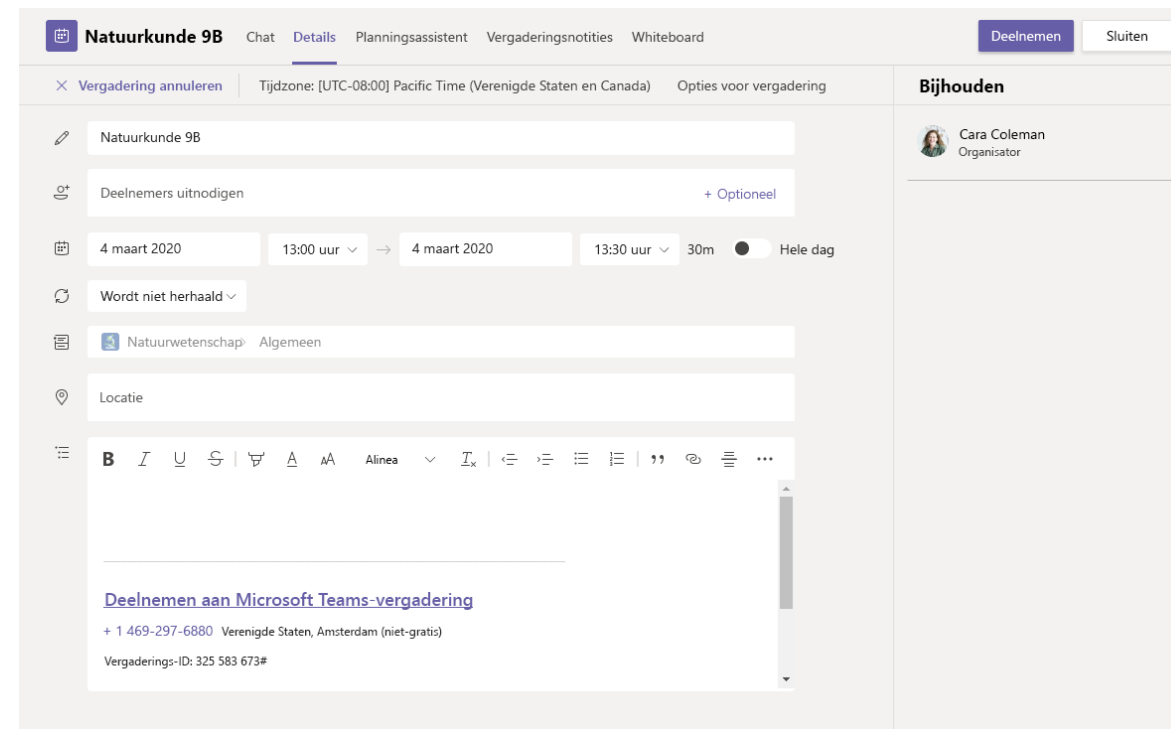 Natuurkunde 9B Chat Details Planningsassistent Vergaderingsnotities Whiteboard Deelnemen Sluiten
Vergadering annuleren Tijdzone: [UTC-08:00] Pacific Time (Verenigde Staten en Canada) Opties voor vergadering Bijhouden
Natuurkunde 9B
Cara Coleman
Organisator
Deelnemers uitnodigen + Optioneel
4 maart 2020 13:00 uur → 4 maart 2020 13:30 uur 30m Hele dag
Wordt niet herhaald
Natuurwetenschap Algemeen
Locatie
B I U S A AA Alinea
Deelnemen aan Microsoft Teams-vergadering
+ 1 469-297-6880 Verenigde Staten, Amsterdam (niet-gratis)
Vergaderings-ID: 325 583 673#